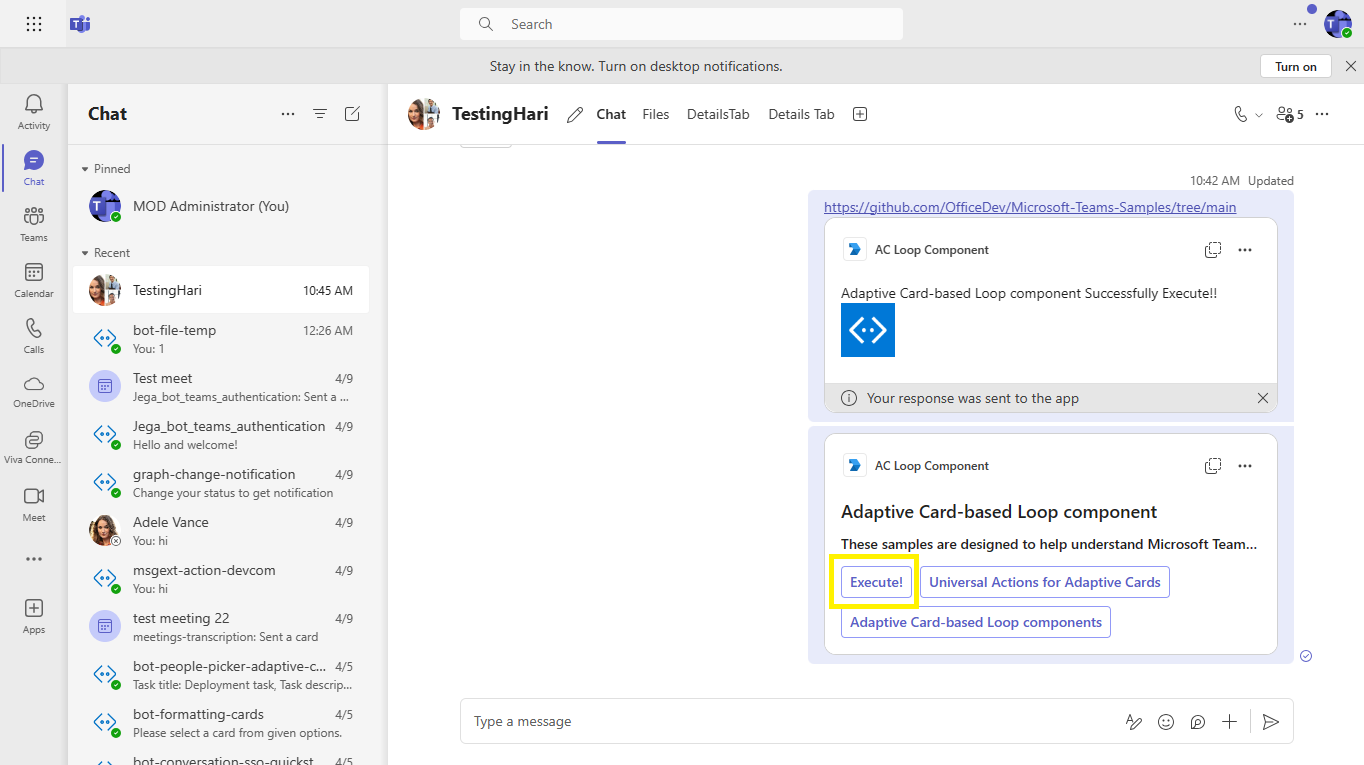 Search
Stay in the know. Turn on desktop notifications.
Turn on
Activity
Chat
Teams
Calendar
Calls
OneDrive
Viva Conne...
Meet
Apps
Chat
Pinned
MOD Administrator (You)
Recent
TestingHari 10:45 AM
bot-file-temp 12:26 AM
You: 1
Test meet 4/9
Jega_bot_teams_authentication: Sent a ...
Jega_bot_teams_authentication 4/9
Hello and welcome!
graph-change-notification 4/9
Change your status to get notification
Adele Vance 4/9
You: hi
msgext-action-devcom 4/9
You: hi
test meeting 22 4/9
meetings-transcription: Sent a card
bot-people-picker-adaptive-c... 4/5
Task title: Deployment task, Task descrip...
bot-formatting-cards 4/5
Please select a card from given options.
bot-conversation-sso-quickst 4/5
TestingHari Chat Files DetailsTab Details Tab
5
10:42 AM Updated
https://github.com/OfficeDev/Microsoft-Teams-Samples/tree/main
AC Loop Component
Adaptive Card-based Loop component Successfully Execute!!
Your response was sent to the app
AC Loop Component
Adaptive Card-based Loop component
These samples are designed to help understand Microsoft Team...
Execute! Universal Actions for Adaptive Cards
Adaptive Card-based Loop components
Type a message